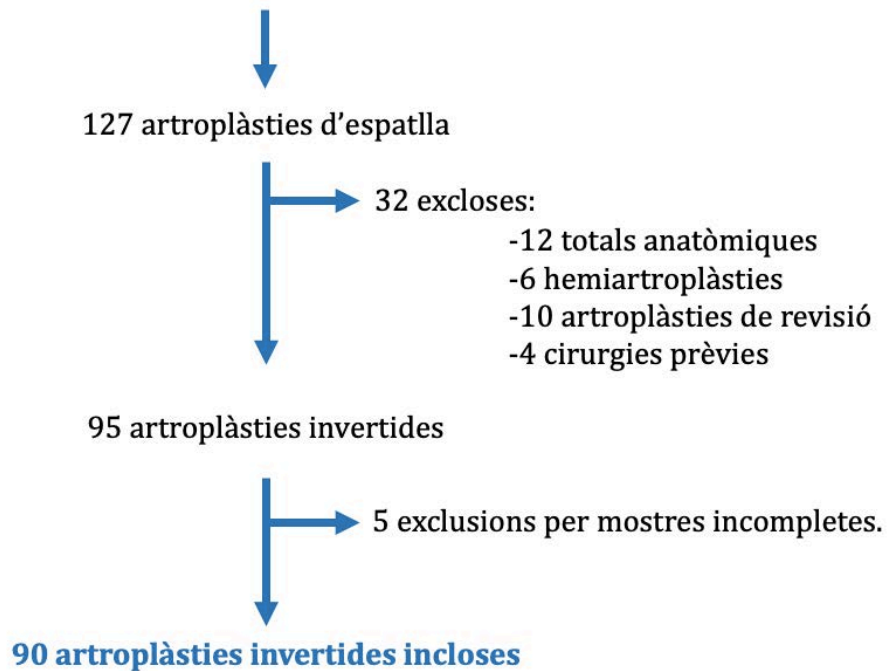 127 artroplàsties d’espatlla
32 excloses:
-12 totals anatòmiques
-6 hemiartroplàsties
-10 artroplàsties de revisió
-4 cirurgies prèvies
95 artroplàsties invertides
5 exclusions per mostres incompletes.
90 artroplàsties invertides incloses